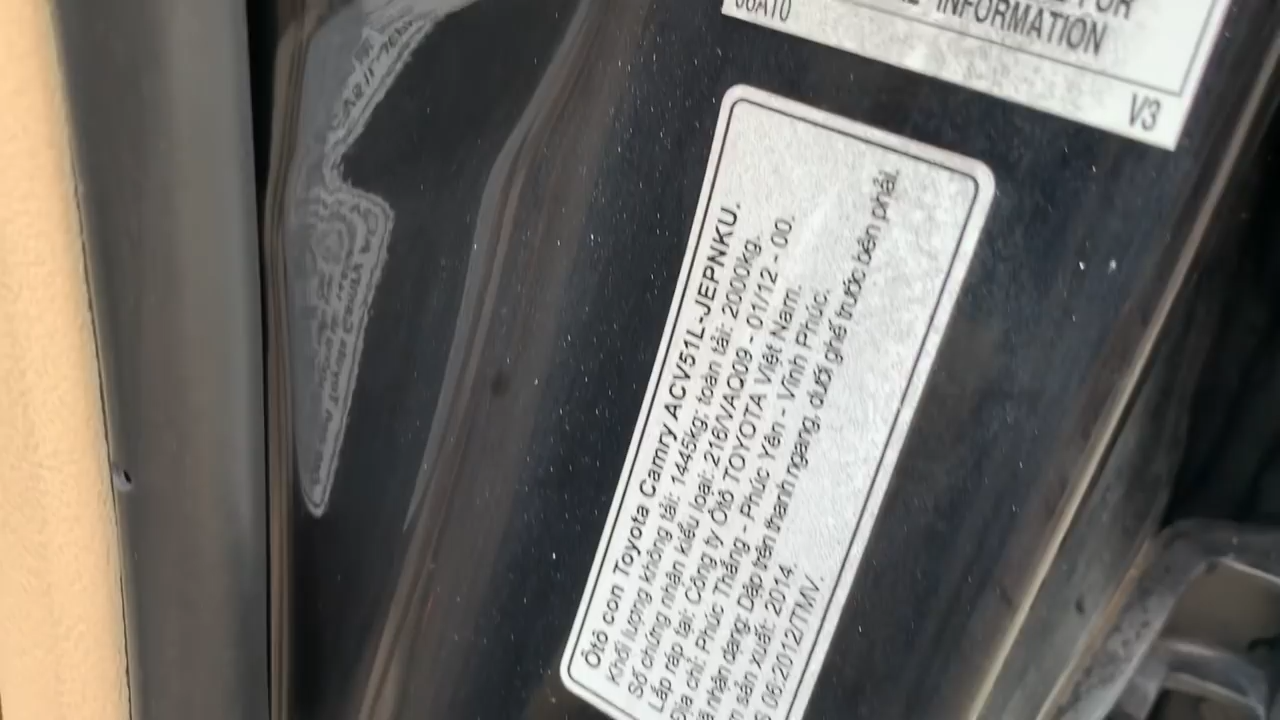 06A10
FOR
INFORMATION
V3
Ôtô con Toyota Camry ACV51L-JEPNKU.
Khối lượng không tải: 1445kg; toàn tải: 2000kg.
Số chứng nhận kiểu loại: 216/VAQ09 - 01/12 - 00.
Lắp ráp tại: Công ty Ôtô TOYOTA Việt Nam.
Địa chỉ: Phúc Thắng - Phúc Yên - Vĩnh Phúc.
nhận dạng: Dập trên thanh ngang, dưới ghế trước bên phải.
sản xuất: 2014.
06:2012/TMV.